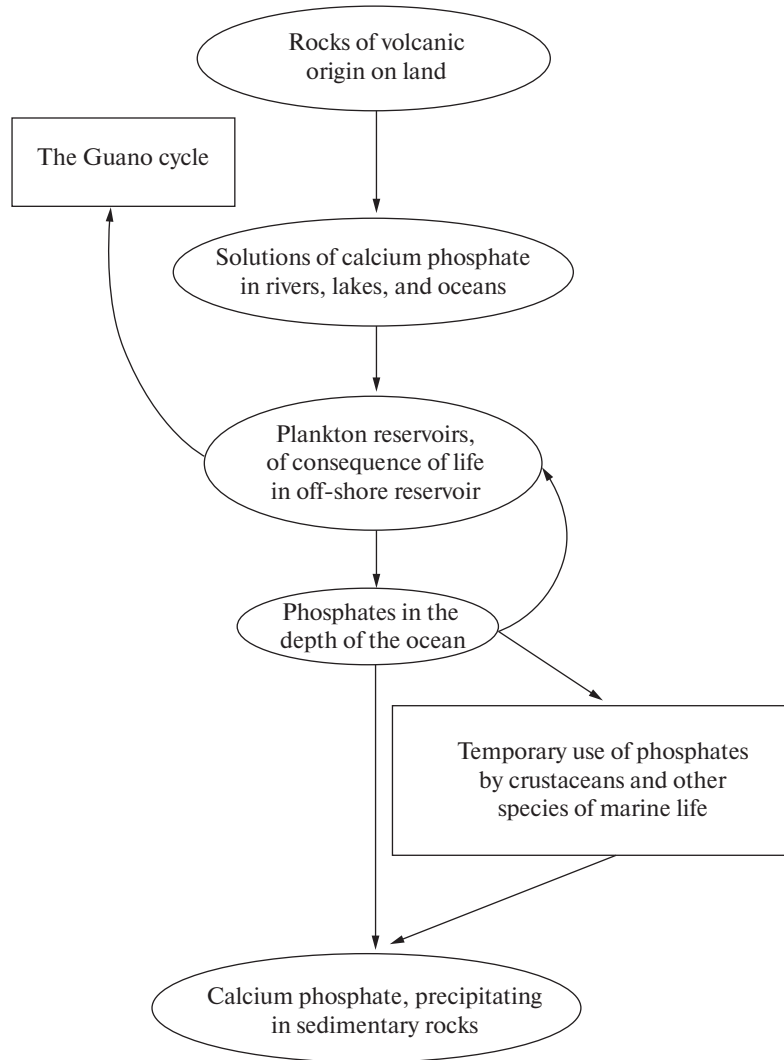 Rocks of volcanic
origin on land
The Guano cycle
Solutions of calcium phosphate
in rivers, lakes, and oceans
Plankton reservoirs,
of consequence of life
in off-shore reservoir
Phosphates in the
depth of the ocean
Temporary use of phosphates
by crustaceans and other
species of marine life
Calcium phosphate, precipitating
in sedimentary rocks